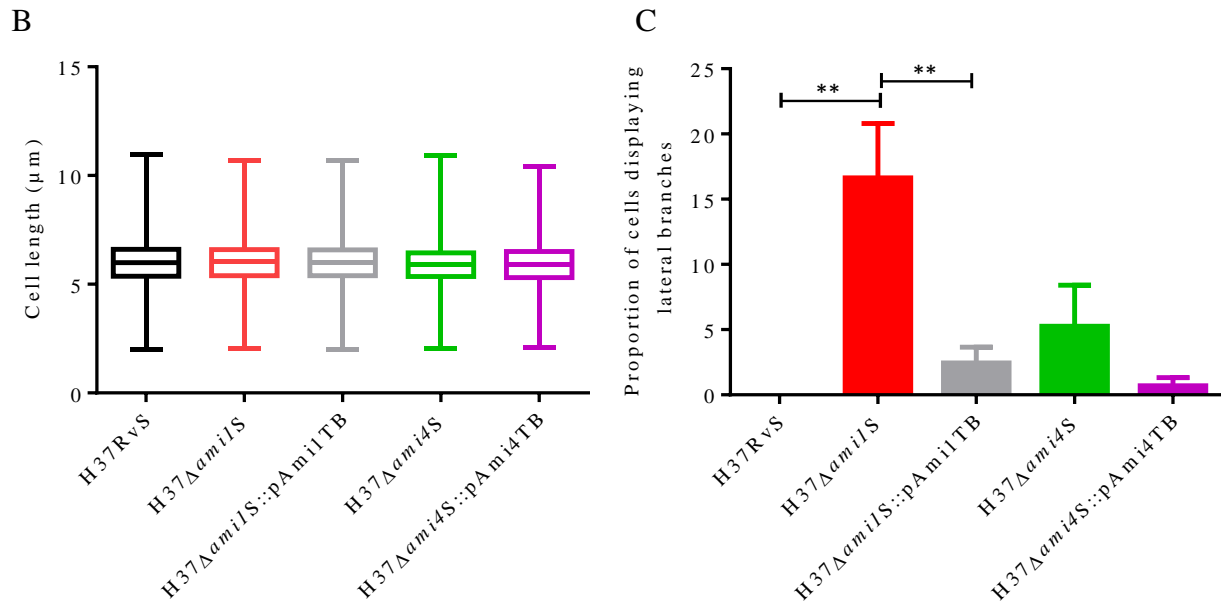 B
Cell length (µm)
15
10
5
0
H37RvS
H37Δami1S
H37Δami1S::pAmi1TB
H37Δami4S
H37Δami4S::pAmi4TB
C
Proportion of cells displaying
lateral branches
25
20
15
10
5
0
**
**
H37RvS
H37Δami1S
H37Δami1S::pAmi1TB
H37Δami4S
H37Δami4S::pAmi4TB